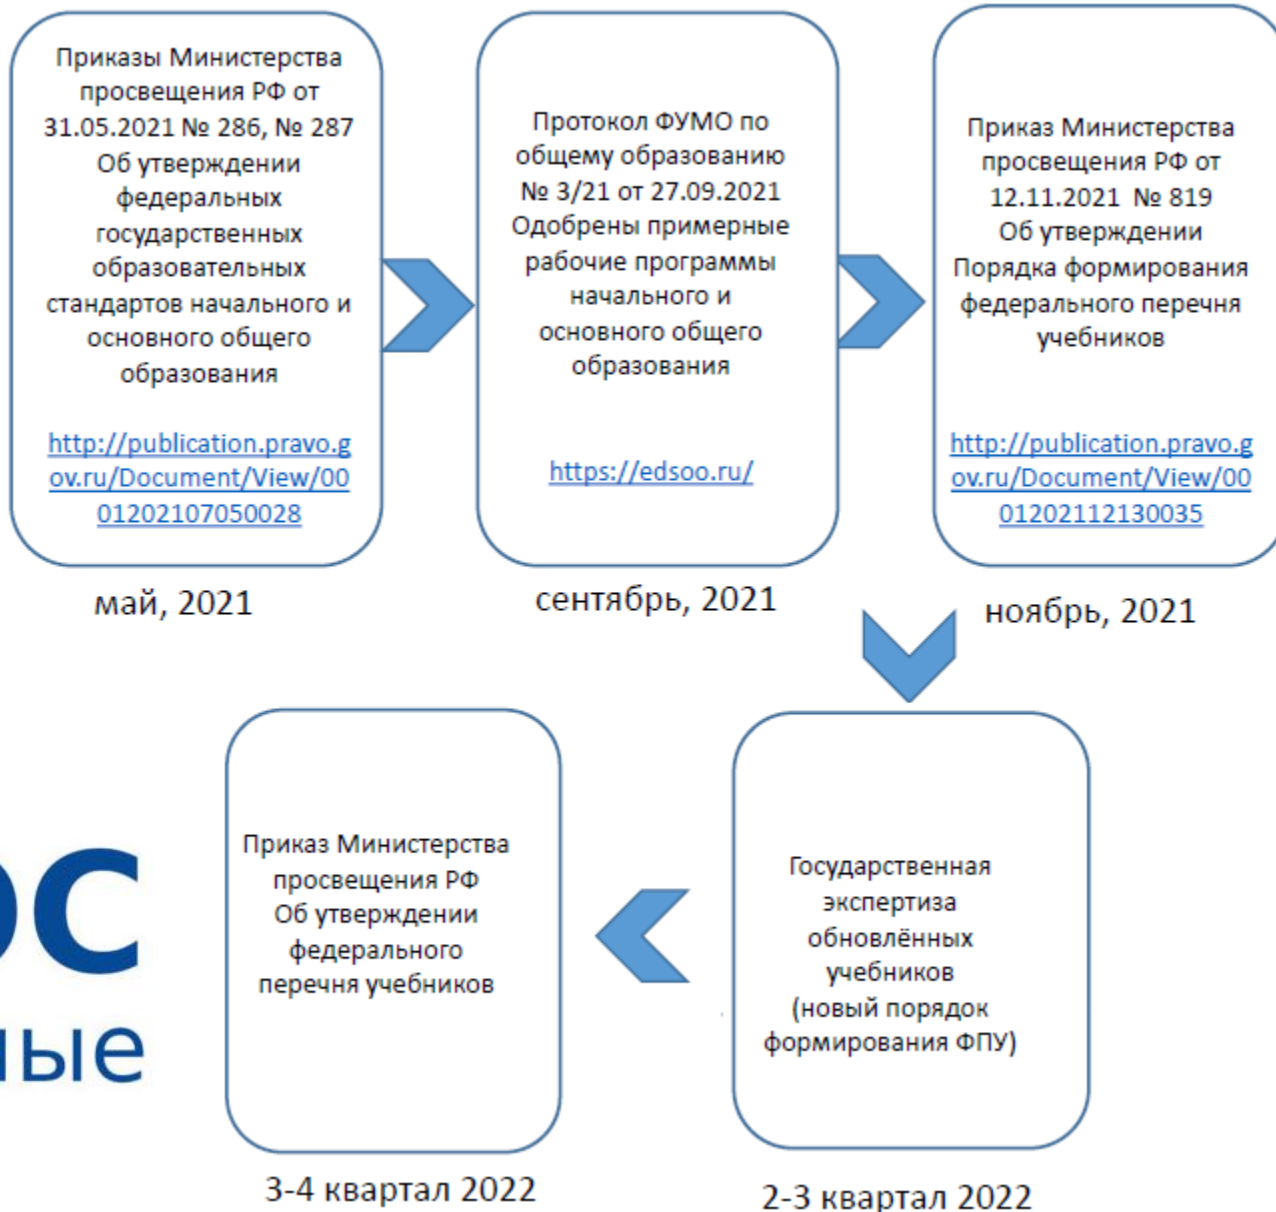 Приказы Министерства
просвещения РФ от
31.05.2021 № 286, № 287
Об утверждении
федеральных
государственных
образовательных
стандартов начального и
основного общего
образования
http://publication.pravo.g
ov.ru/Document/View/00
01202107050028
май, 2021
Протокол ФУМО по
общему образованию
№ 3/21 от 27.09.2021
Одобрены примерные
рабочие программы
начального и
основного общего
образования
https://edsoo.ru/
сентябрь, 2021
Приказ Министерства
просвещения РФ от
12.11.2021 № 819
Об утверждении
Порядка формирования
федерального перечня
учебников
http://publication.pravo.g
ov.ru/Document/View/00
01202112130035
ноябрь, 2021
Государственная
экспертиза
обновлённых
учебников
(новый порядок
формирования ФПУ)
2-3 квартал 2022
Приказ Министерства
просвещения РФ
Об утверждении
федерального
перечня учебников
3-4 квартал 2022